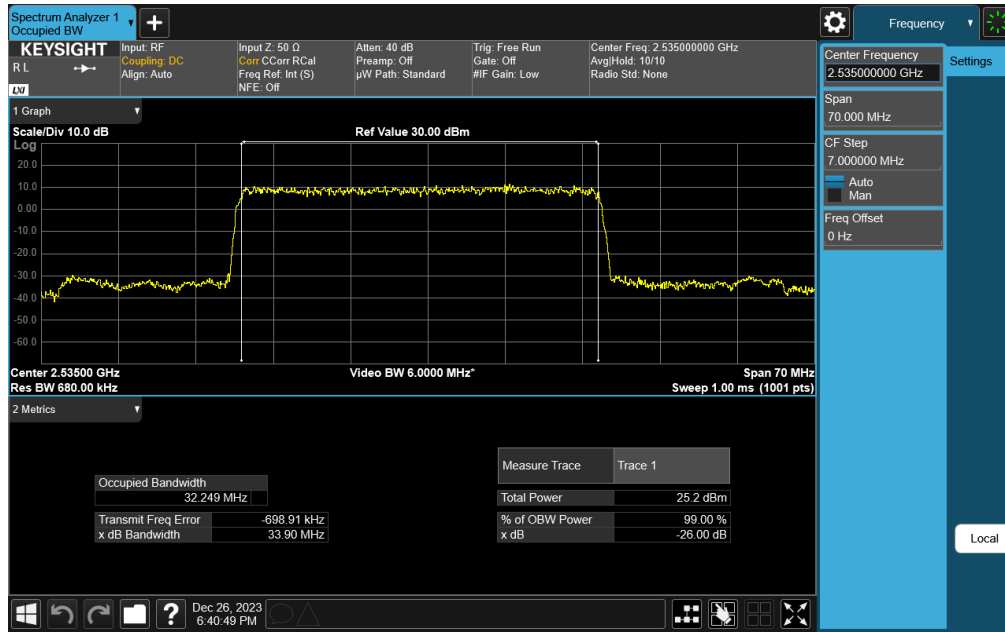 Spectrum Analyzer 1
Occupied BW
Frequency
KEYSIGHT
R L
LXI
Input: RF
Coupling: DC
Align: Auto
Input Z: 50 Ω
Corr CCorr RCal
Freq Ref: Int (S)
NFE: Off
Atten: 40 dB
Preamp: Off
µW Path: Standard
Trig: Free Run
Gate: Off
#IF Gain: Low
Center Freq: 2.535000000 GHz
Avg|Hold: 10/10
Radio Std: None
Center Frequency
2.535000000 GHz
Settings
Span
70.000 MHz
CF Step
7.000000 MHz
Auto
Man
Freq Offset
0 Hz
Local
1 Graph
Scale/Div 10.0 dB
Ref Value 30.00 dBm
Log
20.0
10.0
0.00
-10.0
-20.0
-30.0
-40.0
-50.0
-60.0
Center 2.53500 GHz
Video BW 6.0000 MHz*
Span 70 MHz
Res BW 680.00 kHz
Sweep 1.00 ms (1001 pts)
2 Metrics
Measure Trace Trace 1
Occupied Bandwidth
32.249 MHz
Total Power 25.2 dBm
Transmit Freq Error -698.91 kHz
% of OBW Power 99.00 %
x dB Bandwidth 33.90 MHz
x dB -26.00 dB
?
Dec 26, 2023
6:40:49 PM